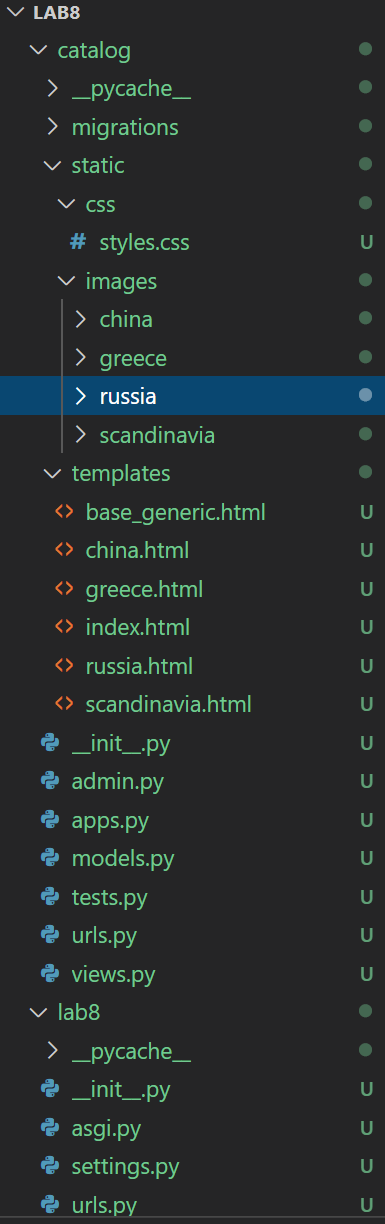 LAB8
catalog
__pycache__
migrations
static
css
# styles.css U
images
china
greece
russia
scandinavia
templates
<> base_generic.html U
<> china.html U
<> greece.html U
<> index.html U
<> russia.html U
<> scandinavia.html U
__init__.py U
admin.py U
apps.py U
models.py U
tests.py U
urls.py U
views.py U
lab8
__pycache__
__init__.py U
asgi.py U
settings.py U
urls.py U